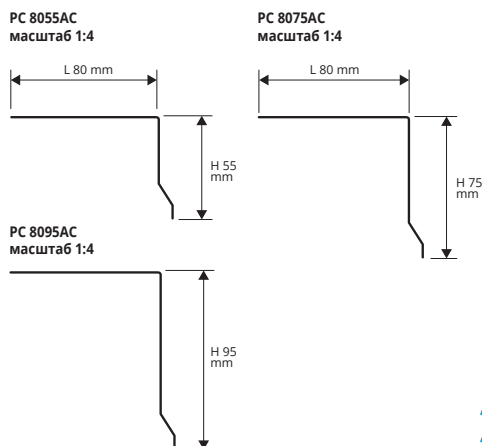 PC 8055AC
масштаб 1:4
L 80 mm
H 55
mm
PC 8075AC
масштаб 1:4
L 80 mm
H 75
mm
PC 8095AC
масштаб 1:4
H 95
mm